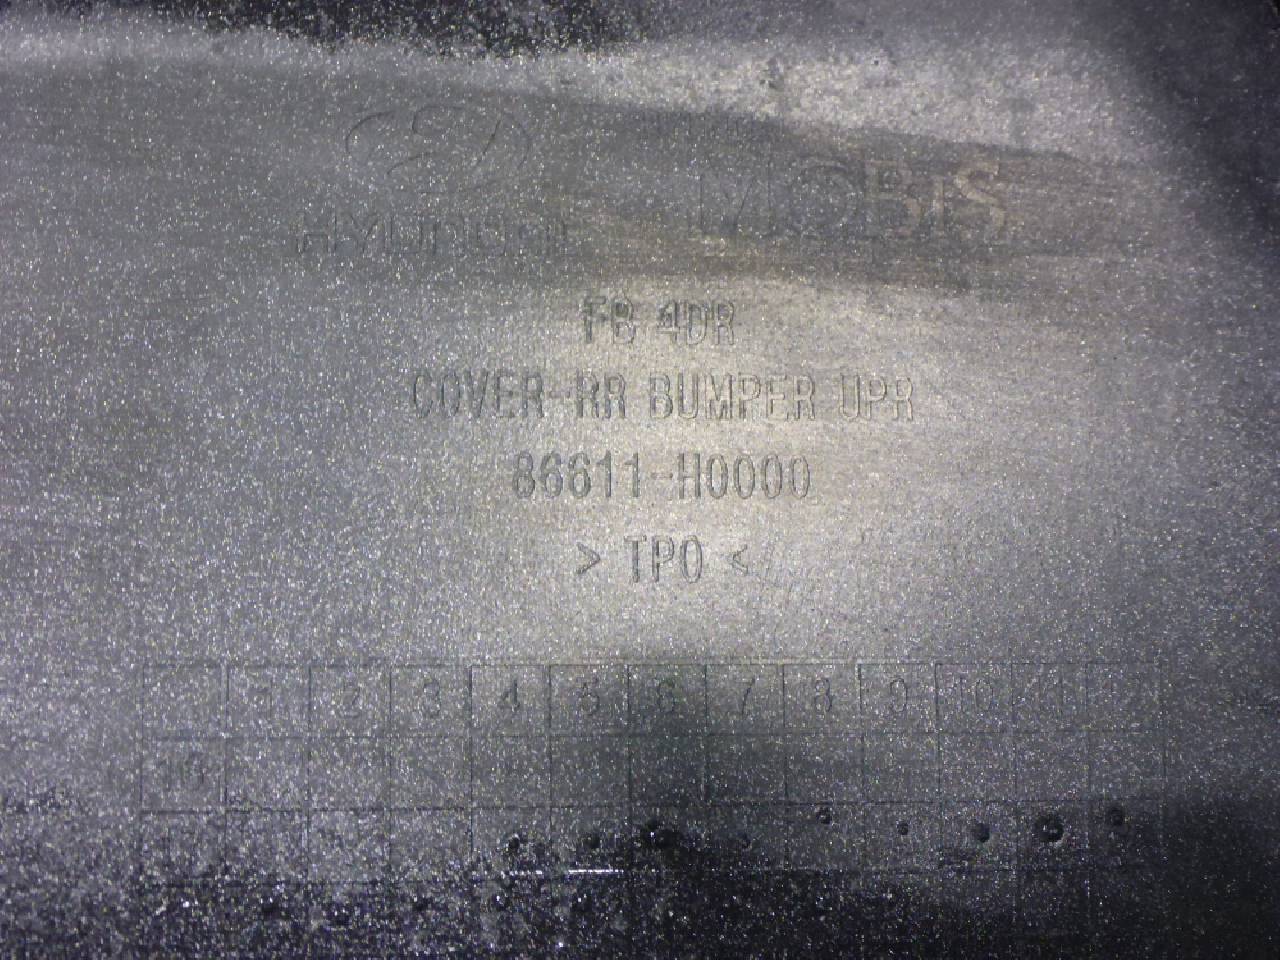 HYUNDAI
MOBIS
FB 4DR
COVER-RR BUMPER UPR
86611-H0000
> TPO <
1 2 3 4 5 6 7 8 9 10 11 12